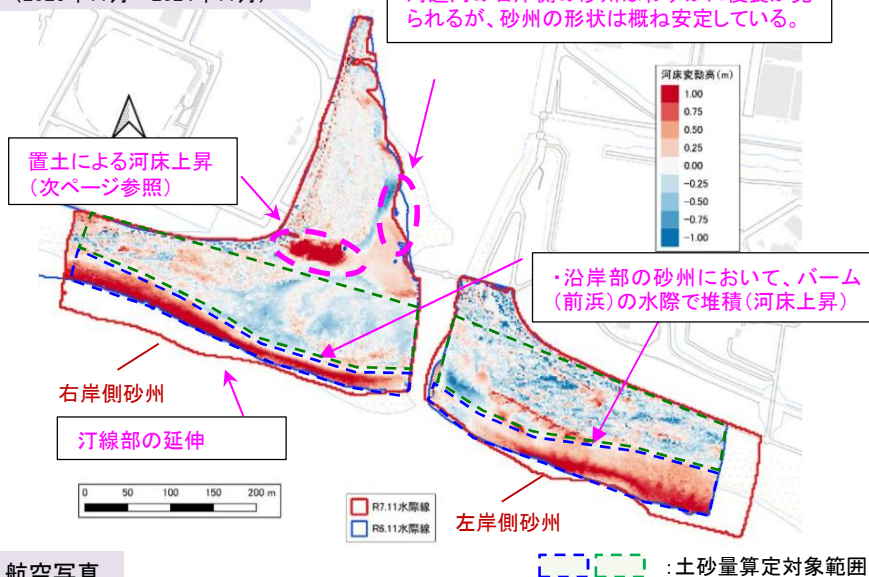 られるが、砂州の形状は概ね安定している。
河床変動高(m)
1.00
0.75
0.50
0.25
0.00
-0.25
-0.50
-0.75
-1.00
置土による河床上昇
(次ページ参照)
・沿岸部の砂州において、バーム
(前浜)の水際で堆積(河床上昇)
右岸側砂州
汀線部の延伸
0 50 100 150 200 m
R7.11水際線
R6.11水際線
左岸側砂州
航空写真
:土砂量算定対象範囲